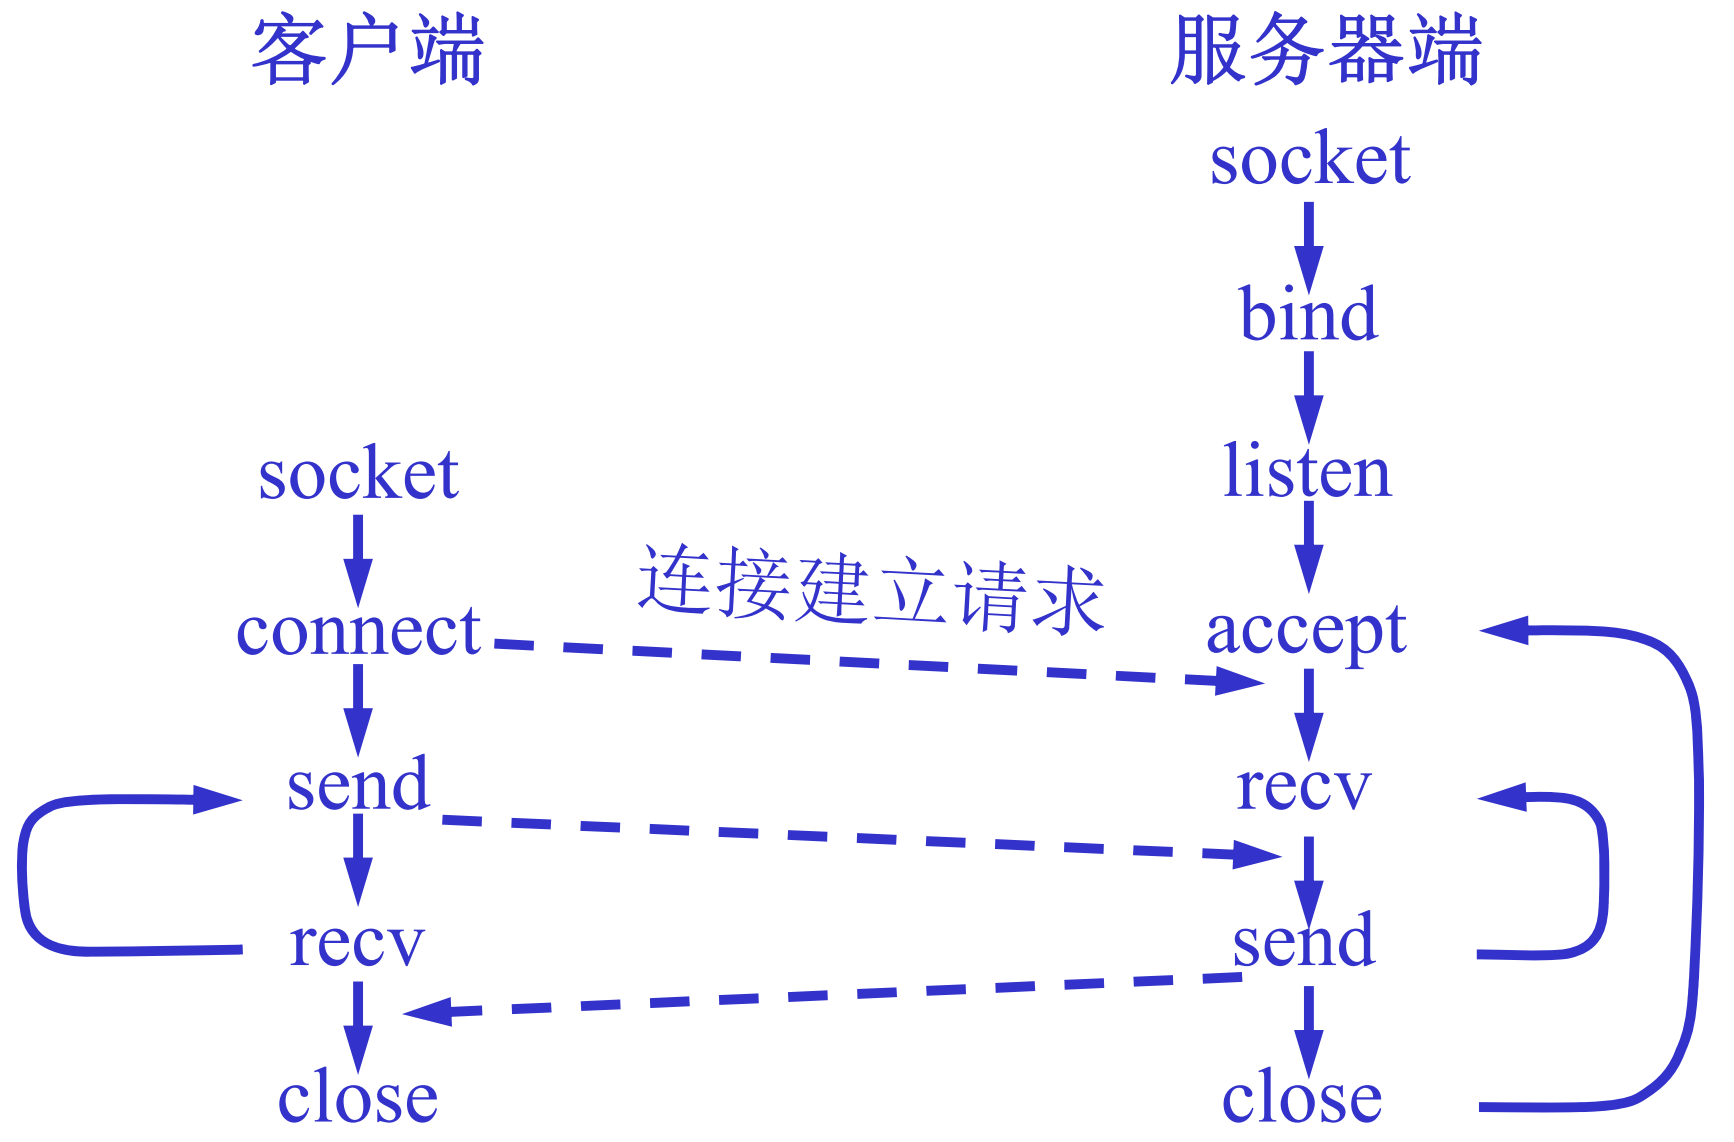 客户端
服务器端
socket
bind
listen
socket
连接建立请求
connect
accept
send
recv
recv
send
close
close